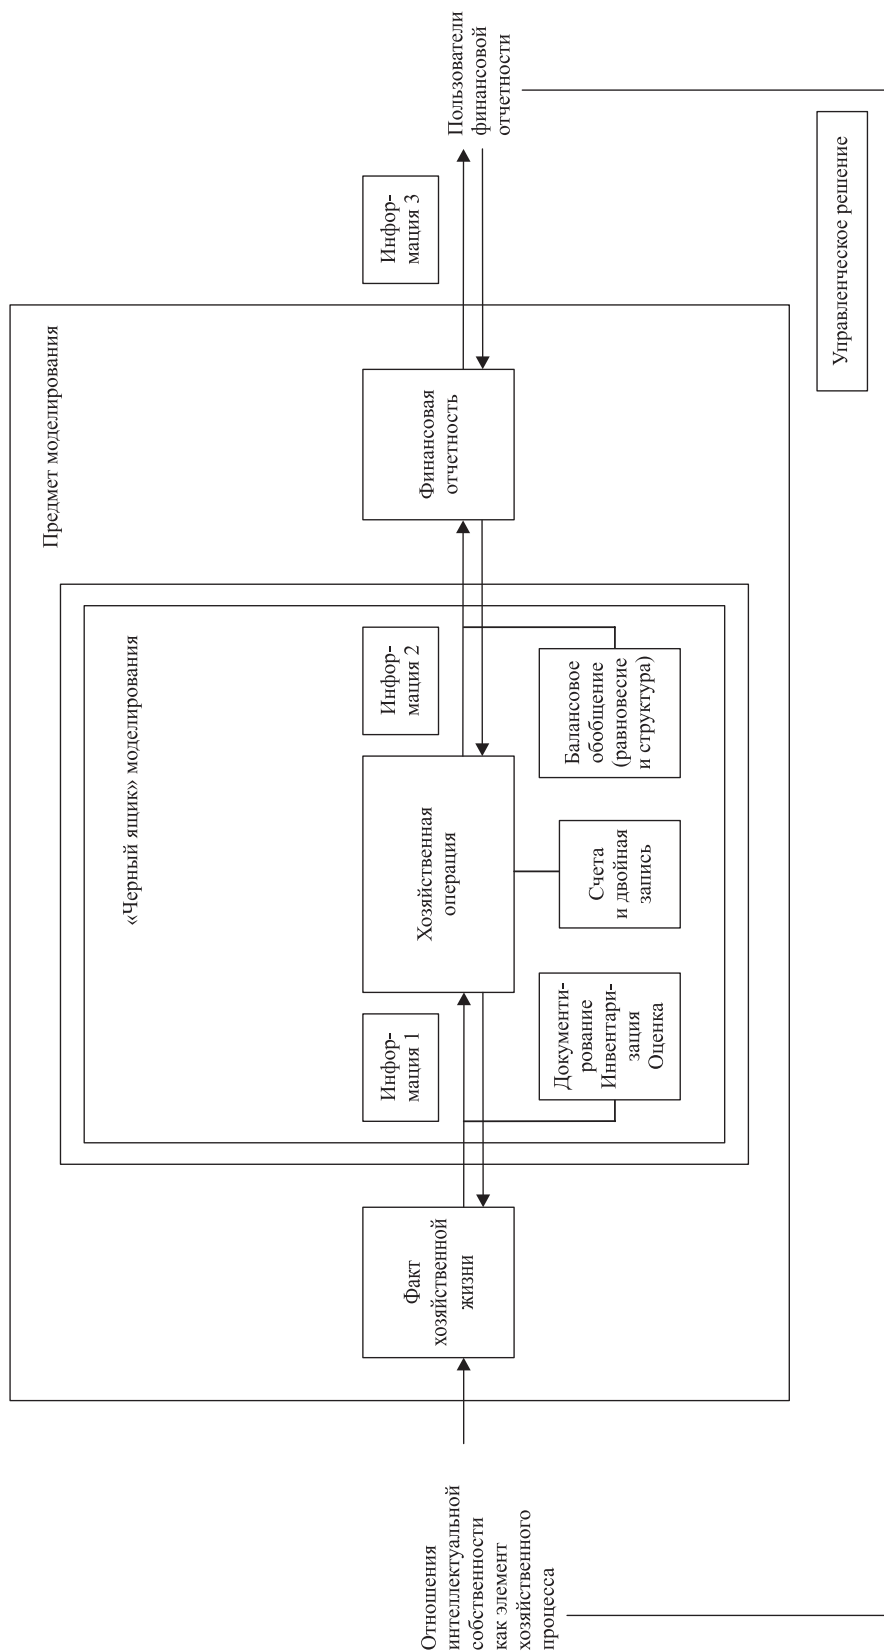 Предмет моделирования
«Черный ящик» моделирования
Отношения
интеллектуальной
собственности
как элемент
хозяйственного
процесса
Факт
хозяйственной
жизни
Инфор-
мация 1
Хозяйственная
операция
Инфор-
мация 2
Финансовая
отчетность
Инфор-
мация 3
Пользователи
финансовой
отчетности
Документи-
рование
Инвентари-
зация
Оценка
Счета
и двойная
запись
Балансовое
обобщение
(равновесие
и структура)
Управленческое решение